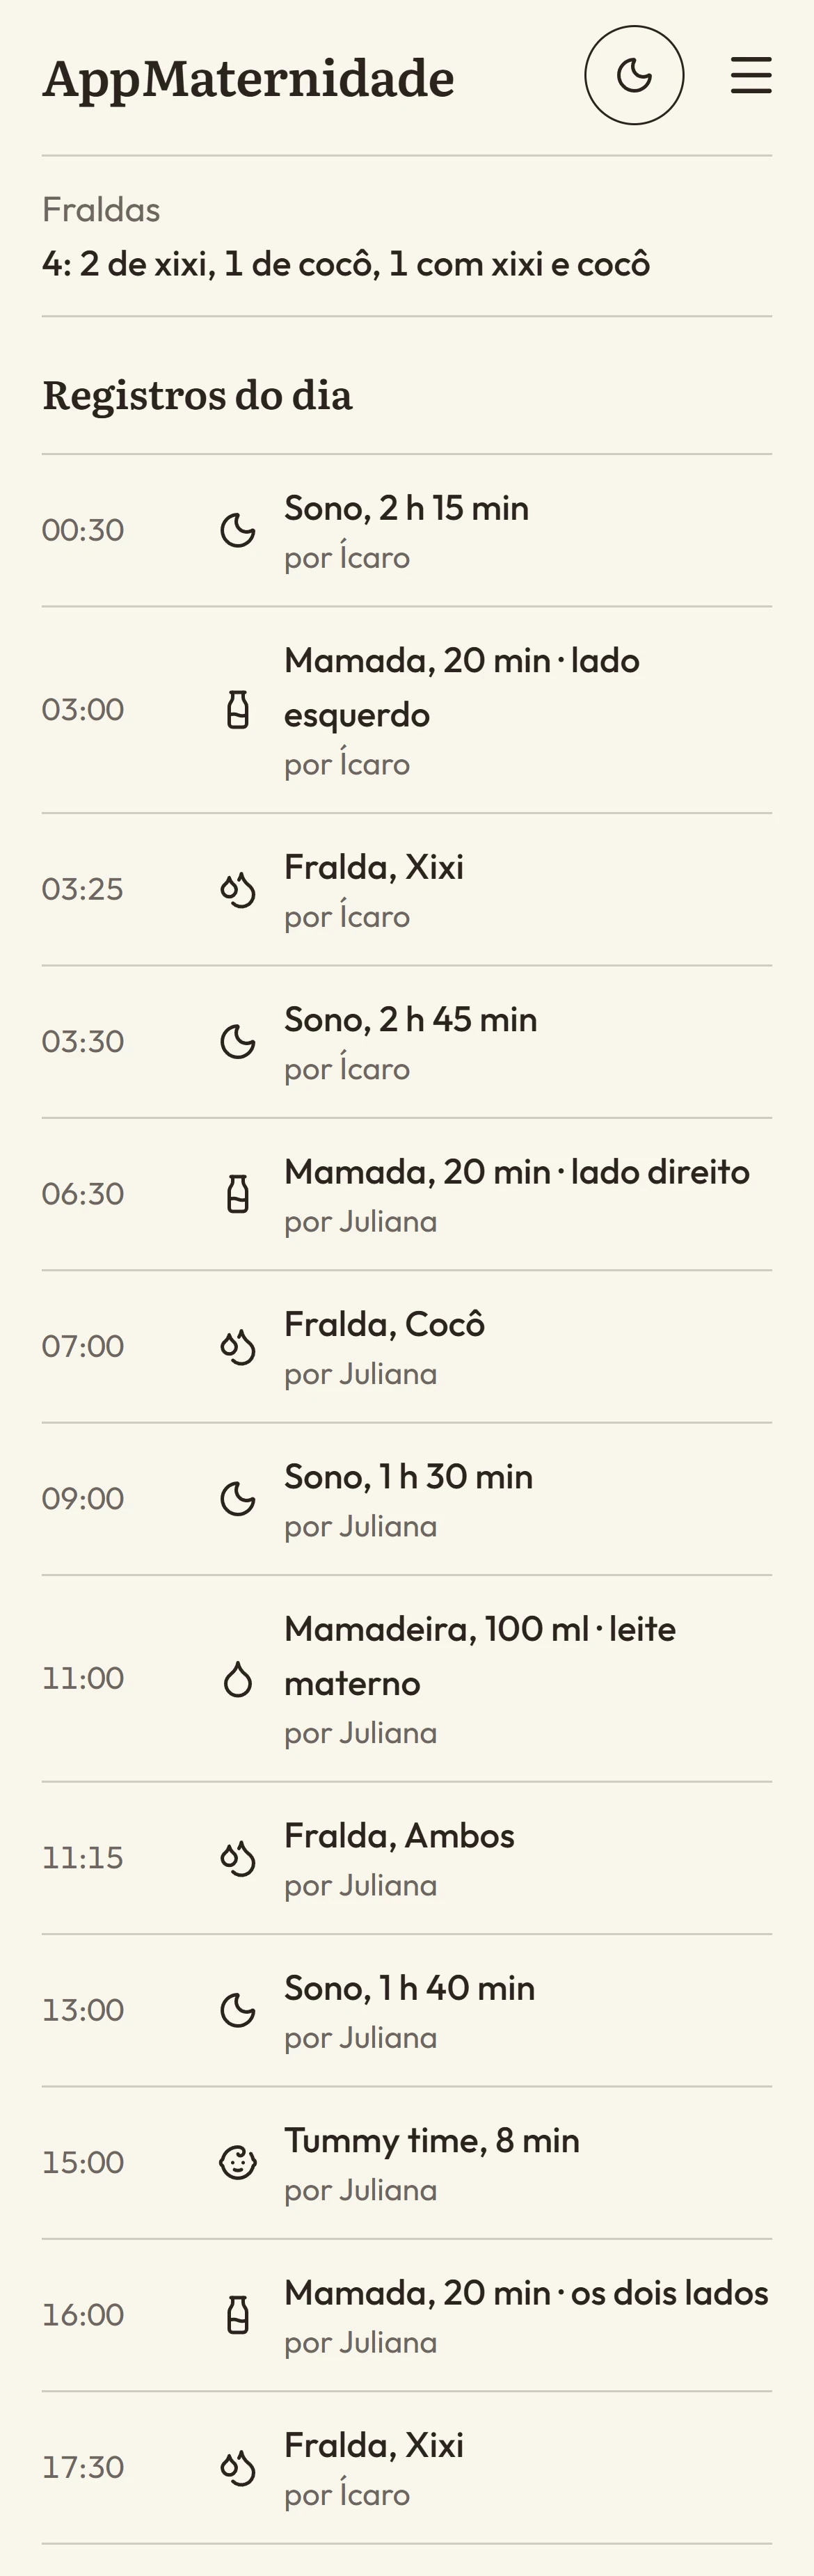 AppMaternidade
Fraldas
4: 2 de xixi, 1 de cocô, 1 com xixi e cocô
Registros do dia
00:30
Sono, 2 h 15 min
por Ícaro
03:00
Mamada, 20 min · lado
esquerdo
por Ícaro
03:25
Fralda, Xixi
por Ícaro
03:30
Sono, 2 h 45 min
por Ícaro
06:30
Mamada, 20 min · lado direito
por Juliana
07:00
Fralda, Cocô
por Juliana
09:00
Sono, 1 h 30 min
por Juliana
11:00
Mamadeira, 100 ml · leite
materno
por Juliana
11:15
Fralda, Ambos
por Juliana
13:00
Sono, 1 h 40 min
por Juliana
15:00
Tummy time, 8 min
por Juliana
16:00
Mamada, 20 min · os dois lados
por Juliana
17:30
Fralda, Xixi
por Ícaro